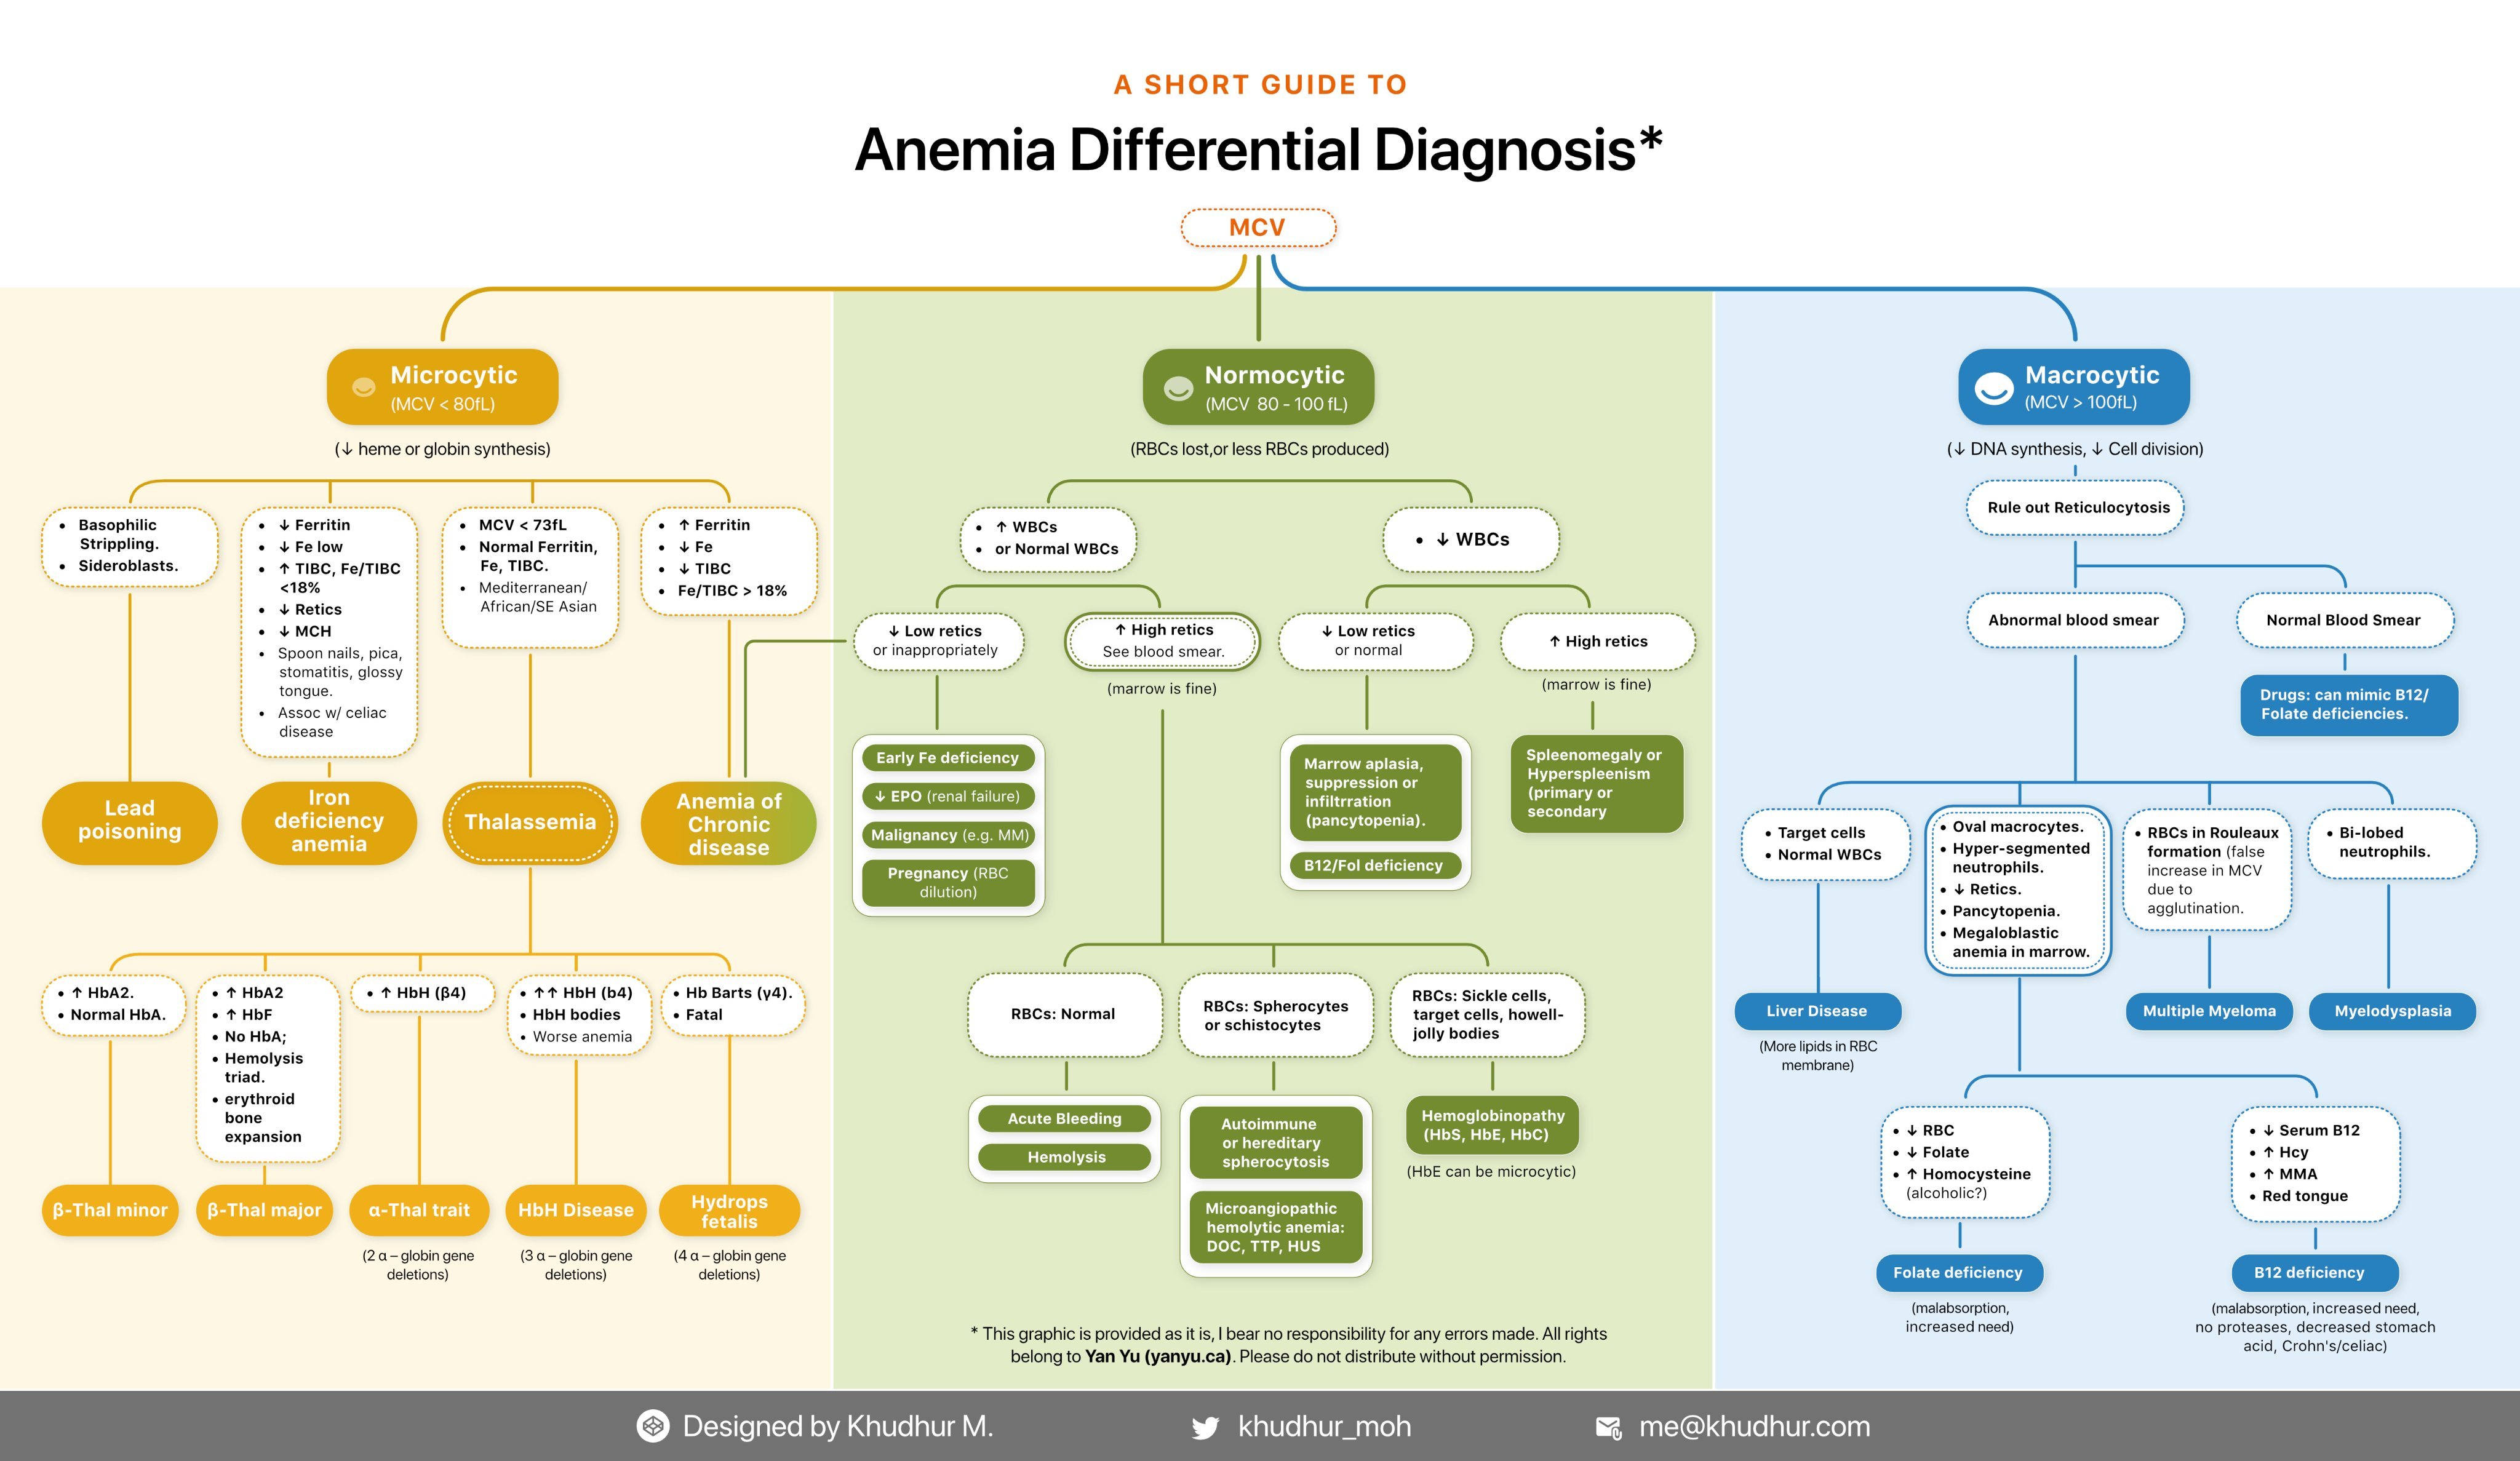 A SHORT GUIDE TO
Anemia Differential Diagnosis*
MCV
Microcytic
(MCV < 80fL)
(↓ heme or globin synthesis)
• Basophilic
Strippling.
• Sideroblasts.
• ↓ Ferritin
• ↓ Fe low
• ↑ TIBC, Fe/TIBC
<18%
• ↓ Retics
• ↓ MCH
• Spoon nails, pica,
stomatitis, glossy
tongue.
• Assoc w/ celiac
disease
• MCV < 73fL
• Normal Ferritin,
Fe, TIBC.
• Mediterranean/
African/SE Asian
• ↑ Ferritin
• ↓ Fe
• ↓ TIBC
• Fe/TIBC > 18%
Lead
poisoning
Iron
deficiency
anemia
Thalassemia
Anemia of
Chronic
disease
• ↑ HbA2.
• Normal HbA.
• ↑ HbA2
• ↑ HbF
• No HbA;
• Hemolysis
triad.
• erythroid
bone
expansion
• ↑ HbH (β4)
• ↑↑ HbH (b4)
• HbH bodies
• Worse anemia
• Hb Barts (γ4).
• Fatal
β-Thal minor
β-Thal major
α-Thal trait
(2 α – globin gene
deletions)
HbH Disease
(3 α – globin gene
deletions)
Hydrops
fetalis
(4 α – globin gene
deletions)
Normocytic
(MCV 80 - 100 fL)
(RBCs lost,or less RBCs produced)
• ↑ WBCs
• or Normal WBCs
• ↓ WBCs
↓ Low retics
or inappropriately
↑ High retics
See blood smear.
(marrow is fine)
↓ Low retics
or normal
↑ High retics
(marrow is fine)
Early Fe deficiency
↓ EPO (renal failure)
Malignancy (e.g. MM)
Pregnancy (RBC
dilution)
Marrow aplasia,
suppression or
infiltrration
(pancytopenia).
B12/Fol deficiency
Spleenomegaly or
Hyperspleenism
(primary or
secondary
RBCs: Normal
RBCs: Spherocytes
or schistocytes
RBCs: Sickle cells,
target cells, howell-
jolly bodies
Acute Bleeding
Hemolysis
Autoimmune
or hereditary
spherocytosis
Microangiopathic
hemolytic anemia:
DOC, TTP, HUS
Hemoglobinopathy
(HbS, HbE, HbC)
(HbE can be microcytic)
* This graphic is provided as it is, I bear no responsibility for any errors made. All rights
belong to Yan Yu (yanyu.ca). Please do not distribute without permission.
Macrocytic
(MCV > 100fL)
(↓ DNA synthesis, ↓ Cell division)
Rule out Reticulocytosis
Abnormal blood smear
Normal Blood Smear
Drugs: can mimic B12/
Folate deficiencies.
• Target cells
• Normal WBCs
• Oval macrocytes.
• Hyper-segmented
neutrophils.
• ↓ Retics.
• Pancytopenia.
• Megaloblastic
anemia in marrow.
• RBCs in Rouleaux
formation (false
increase in MCV
due to
agglutination.
• Bi-lobed
neutrophils.
Liver Disease
(More lipids in RBC
membrane)
Multiple Myeloma
Myelodysplasia
• ↓ RBC
• ↓ Folate
• ↑ Homocysteine
(alcoholic?)
• ↓ Serum B12
• ↑ Hcy
• ↑ MMA
• Red tongue
Folate deficiency
(malabsorption,
increased need)
B12 deficiency
(malabsorption, increased need,
no proteases, decreased stomach
acid, Crohn's/celiac)
Designed by Khudhur M.
khudhur_moh
me@khudhur.com